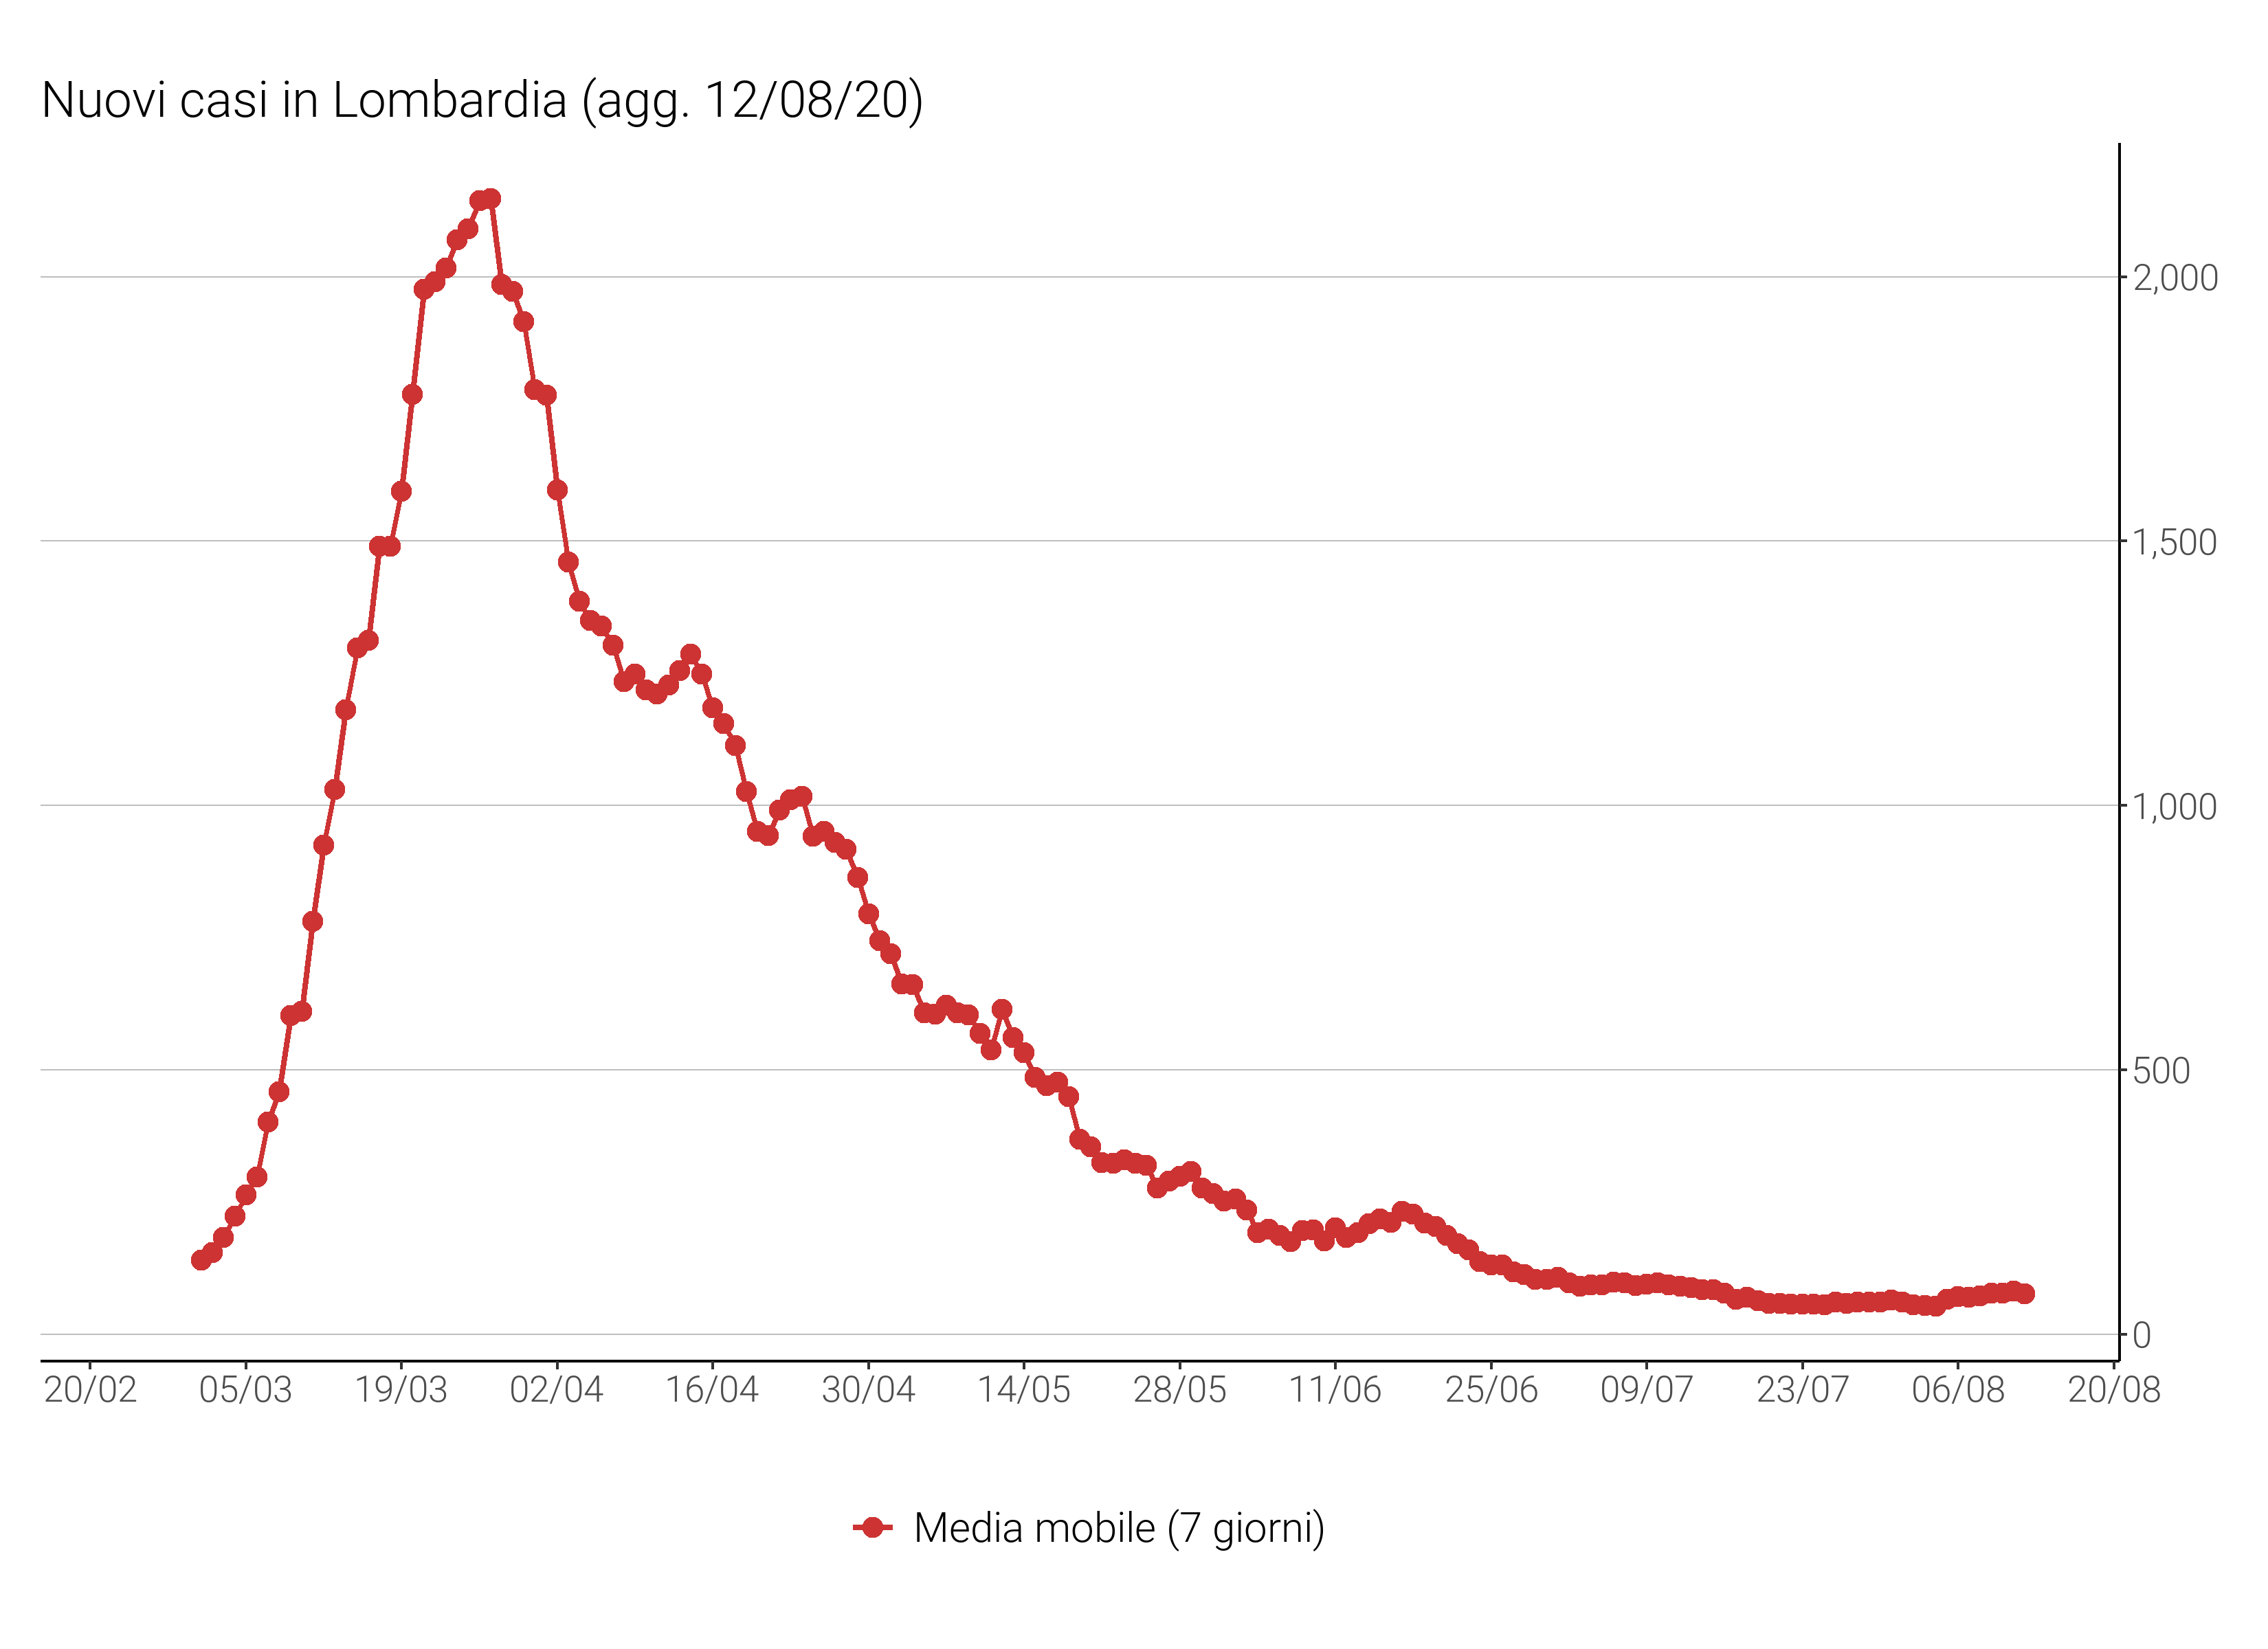 Nuovi casi in Lombardia (agg. 12/08/20)
2,000
1,500
1,000
500
0
20/02 05/03 19/03 02/04 16/04 30/04 14/05 28/05 11/06 25/06 09/07 23/07 06/08 20/08
Media mobile (7 giorni)